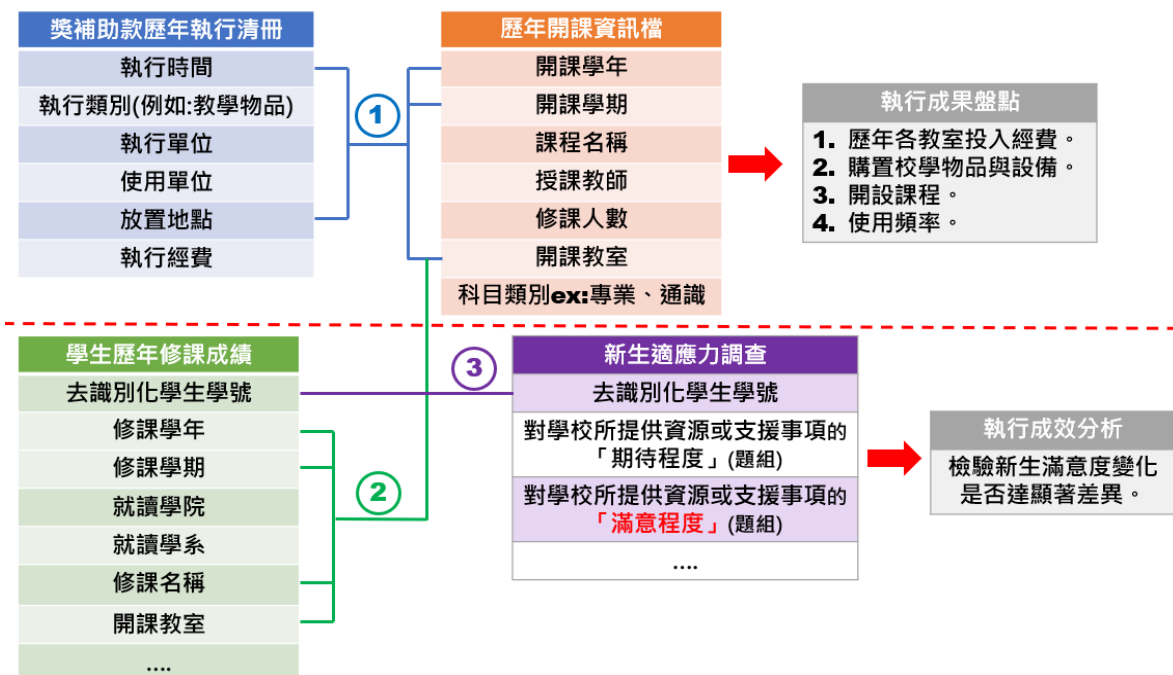 獎補助款歷年執行清冊
執行時間
執行類別(例如:教學物品)
執行單位
使用單位
放置地點
執行經費
1
歷年開課資訊檔
開課學年
開課學期
課程名稱
授課教師
修課人數
開課教室
科目類別ex:專業、通識
執行成果盤點
1. 歷年各教室投入經費。
2. 購置校學物品與設備。
3. 開設課程。
4. 使用頻率。
學生歷年修課成績
去識別化學生學號
修課學年
修課學期
就讀學院
就讀學系
修課名稱
開課教室
....
2
3
新生適應力調查
去識別化學生學號
對學校所提供資源或支援事項的
「期待程度」(題組)
對學校所提供資源或支援事項的
「滿意程度」(題組)
....
執行成效分析
檢驗新生滿意度變化
是否達顯著差異。